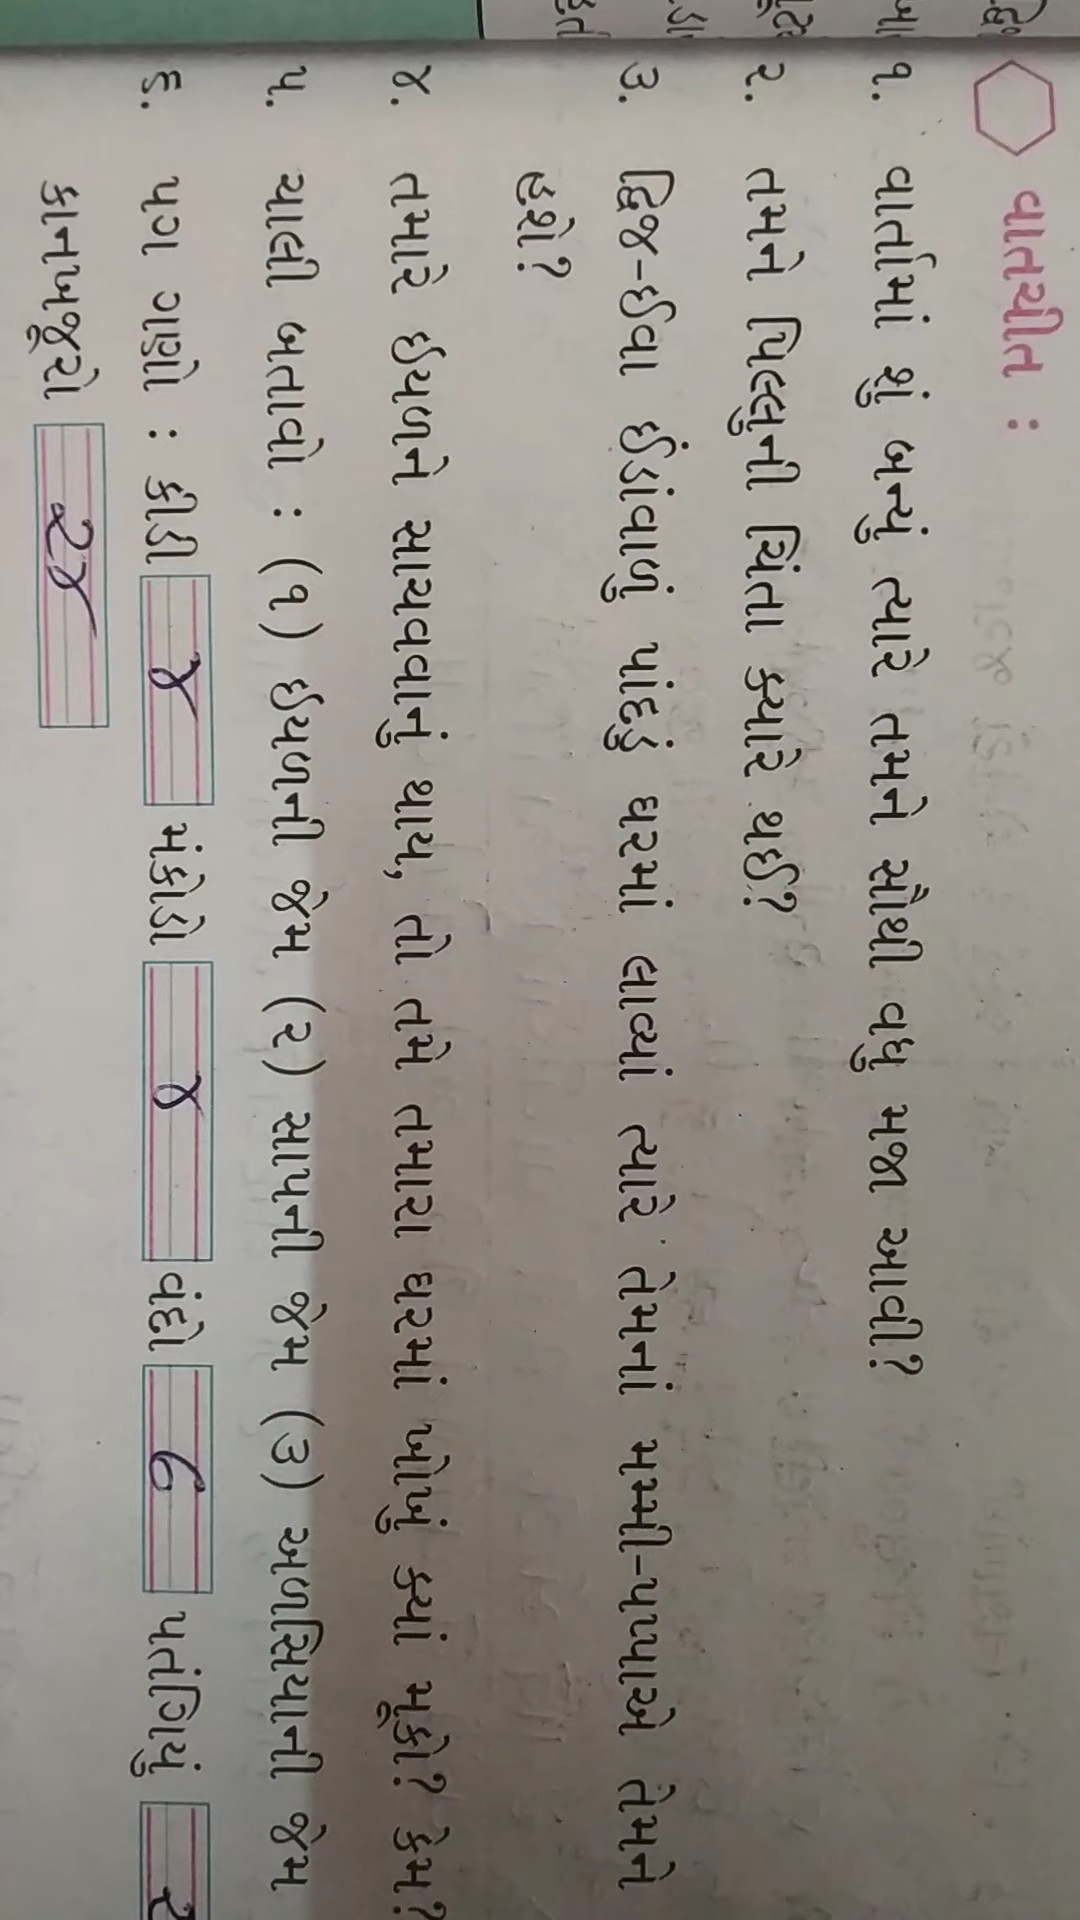 વાતચીત :
૧. વાર્તામાં શું બન્યું ત્યારે તમને સૌથી વધુ મજા આવી?
૨. તમને પિલ્લુની ચિંતા ક્યારે થઈ?
૩. દ્વિજ-ઈવા ઈંડાંવાળું પાંદડું ઘરમાં લાવ્યાં ત્યારે તેમનાં મમ્મી-પપ્પાએ તેમને
હશે?
૪. તમારે ઈયળને સાચવવાનું થાય, તો તમે તમારા ઘરમાં ખોખું ક્યાં મૂકો? કેમ?
૫. ચાલી બતાવો : (૧) ઈયળની જેમ (૨) સાપની જેમ (૩) અળસિયાની જેમ
૬. પગ ગણો : કીડી ૪ મંકોડો ૪ વંદો 6 પતંગિયું ૨
કાનખજૂરો ૨૪